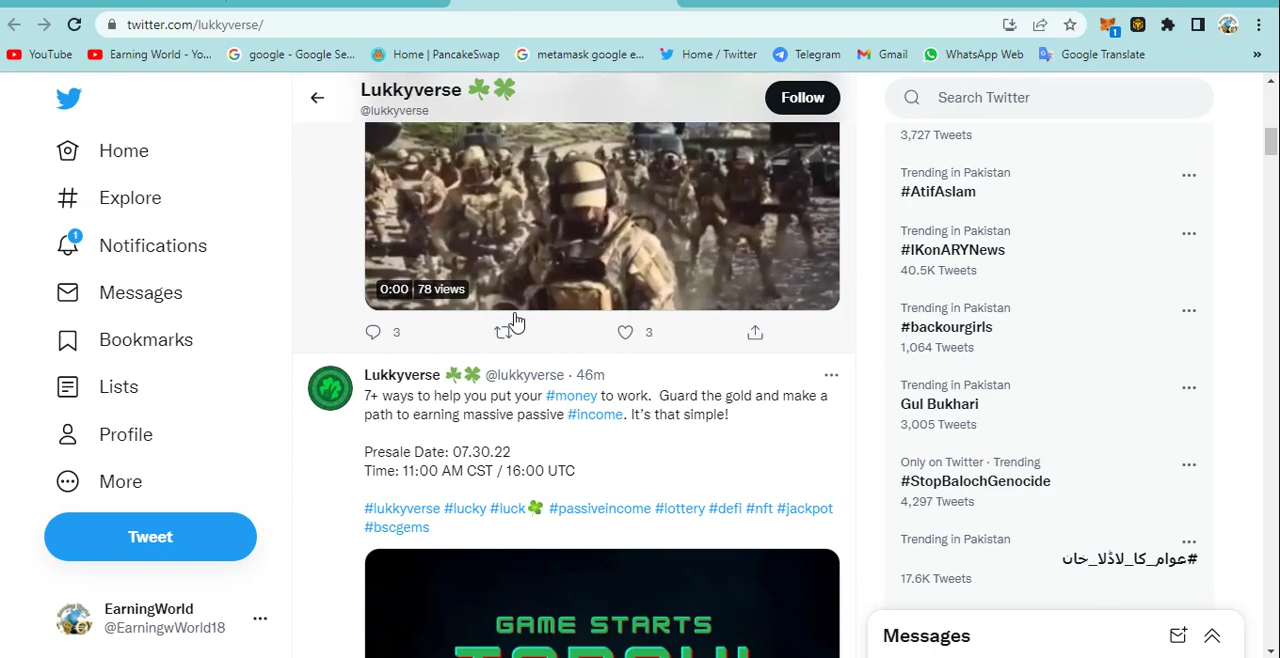 twitter.com/lukkyverse/
1
YouTube
Earning World - Yo...
google - Google Se...
Home | PancakeSwap
metamask google e...
Home / Twitter
Telegram
Gmail
WhatsApp Web
Google Translate
»
Home
Explore
1
Notifications
Messages
Bookmarks
Lists
Profile
More
Tweet
EarningWorld
@EarningwWorld18
Lukkyverse ☘️🍀
@lukkyverse
Follow
0:00 78 views
3
3
Lukkyverse ☘️🍀 @lukkyverse · 46m
7+ ways to help you put your #money to work. Guard the gold and make a
path to earning massive passive #income. It's that simple!
Presale Date: 07.30.22
Time: 11:00 AM CST / 16:00 UTC
#lukkyverse #lucky #luck🍀 #passiveincome #lottery #defi #nft #jackpot
#bscgems
GAME STARTS
Search Twitter
3,727 Tweets
Trending in Pakistan
#AtifAslam
Trending in Pakistan
#IKonARYNews
40.5K Tweets
Trending in Pakistan
#backourgirls
1,064 Tweets
Trending in Pakistan
Gul Bukhari
3,005 Tweets
Only on Twitter · Trending
#StopBalochGenocide
4,297 Tweets
Trending in Pakistan
#عوام_کا_لاڈلا_خان
17.6K Tweets
Messages